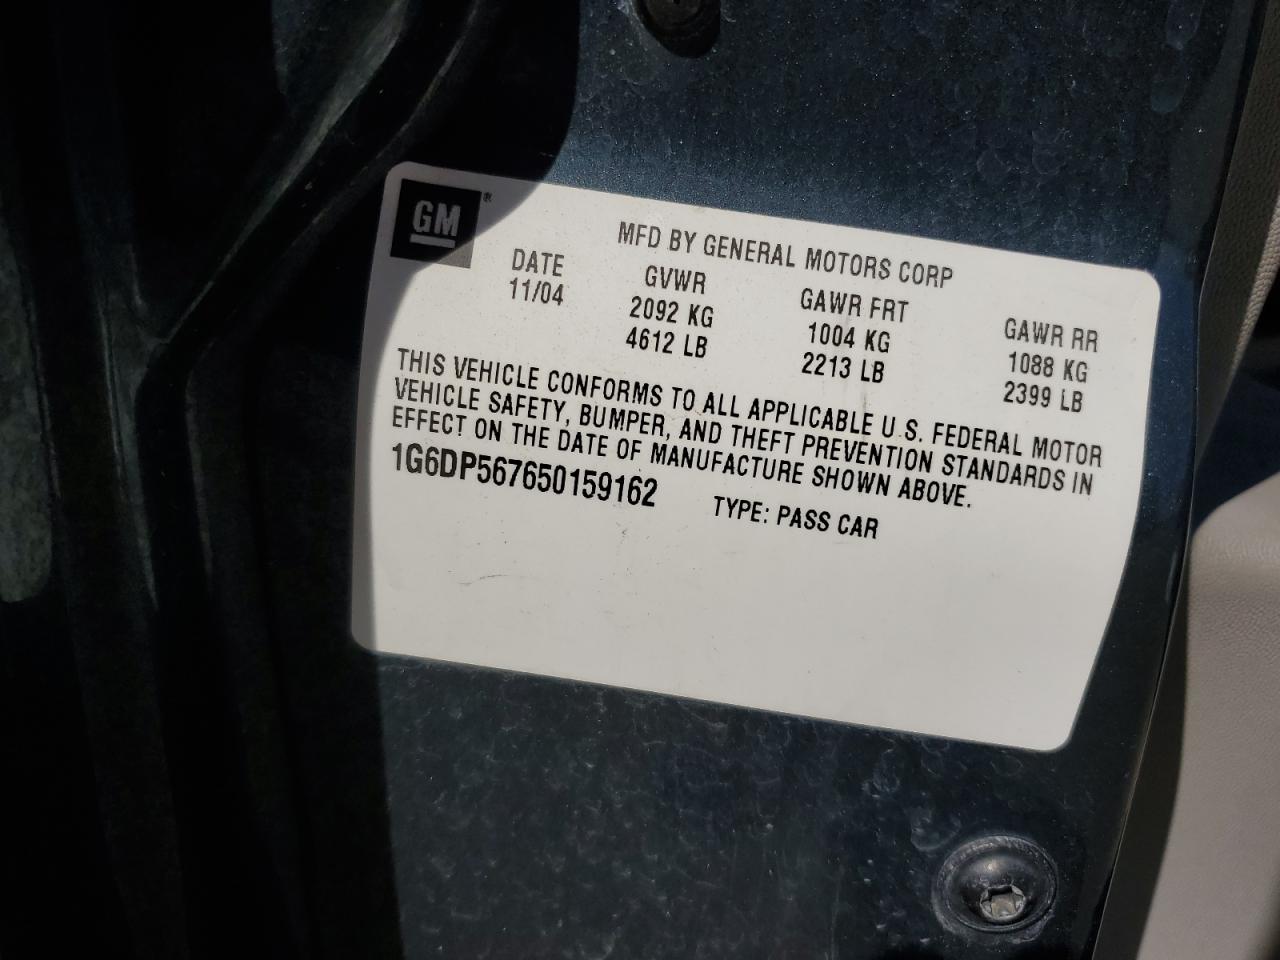 GM®
MFD BY GENERAL MOTORS CORP
DATE GVWR GAWR FRT GAWR RR
11/04 2092 KG 1004 KG 1088 KG
4612 LB 2213 LB 2399 LB
THIS VEHICLE CONFORMS TO ALL APPLICABLE U.S. FEDERAL MOTOR
VEHICLE SAFETY, BUMPER, AND THEFT PREVENTION STANDARDS IN
EFFECT ON THE DATE OF MANUFACTURE SHOWN ABOVE.
1G6DP567650159162 TYPE: PASS CAR